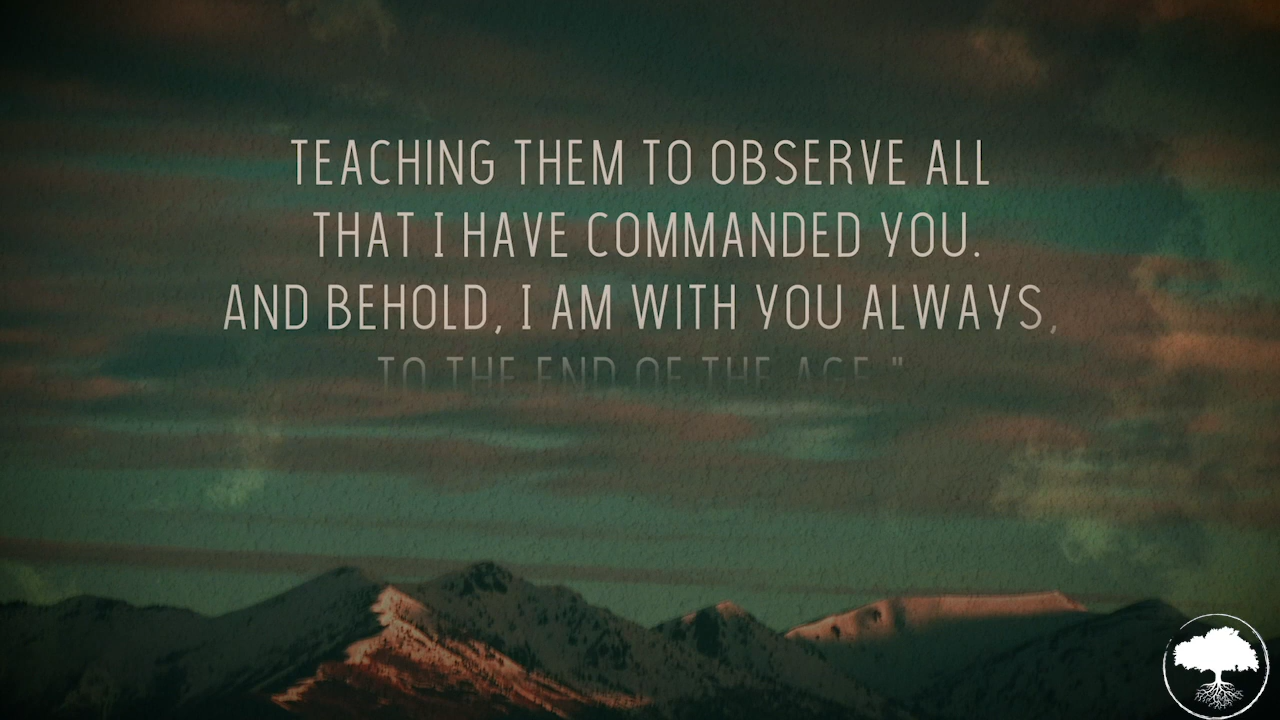 TEACHING THEM TO OBSERVE ALL
THAT I HAVE COMMANDED YOU.
AND BEHOLD, I AM WITH YOU ALWAYS,
TO THE END OF THE AGE."